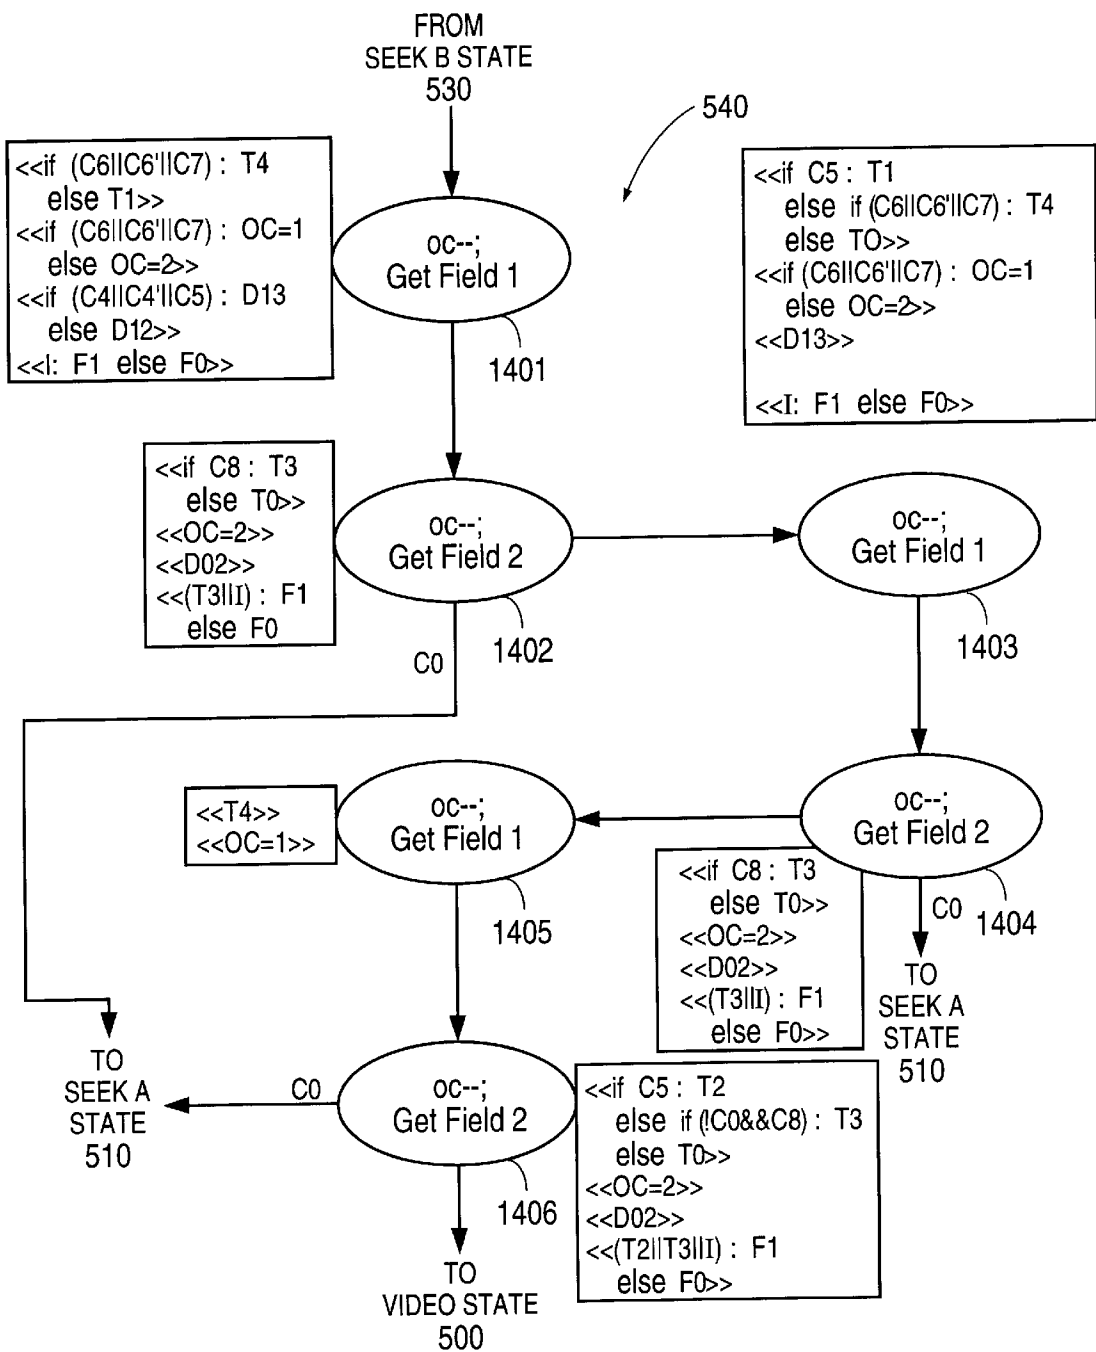 FROM
SEEK B STATE
530
540
<<if (C6||C6'||C7) : T4
else T1>>
<<if (C6||C6'||C7) : OC=1
else OC=2>>
<<if (C4||C4'||C5) : D13
else D12>>
<<I: F1 else F0>>
oc--;
Get Field 1
1401
<<if C5 : T1
else if (C6||C6'||C7) : T4
else TO>>
<<if (C6||C6'||C7) : OC=1
else OC=2>>
<<D13>>
<<I: F1 else F0>>
<<if C8 : T3
else T0>>
<<OC=2>>
<<D02>>
<<(T3||I) : F1
else F0
oc--;
Get Field 2
1402
C0
oc--;
Get Field 1
1403
<<T4>>
<<OC=1>>
oc--;
Get Field 1
1405
oc--;
Get Field 2
1404
<<if C8 : T3
else T0>>
<<OC=2>>
<<D02>>
<<(T3||I) : F1
else F0>>
C0
TO
SEEK A
STATE
510
TO
SEEK A
STATE
510
C0
oc--;
Get Field 2
1406
<<if C5 : T2
else if (!C0&&C8) : T3
else T0>>
<<OC=2>>
<<D02>>
<<(T2||T3||I) : F1
else F0>>
TO
VIDEO STATE
500